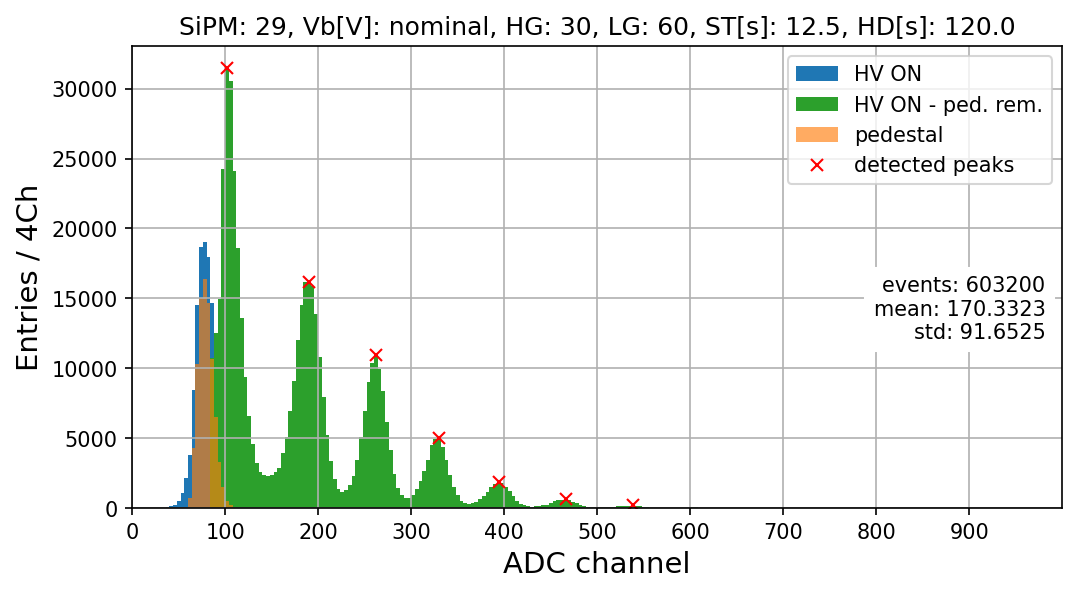 SiPM: 29, Vb[V]: nominal, HG: 30, LG: 60, ST[s]: 12.5, HD[s]: 120.0
HV ON
HV ON - ped. rem.
pedestal
detected peaks
events: 603200
mean: 170.3323
std: 91.6525
Entries / 4Ch
30000
25000
20000
15000
10000
5000
0
0 100 200 300 400 500 600 700 800 900
ADC channel